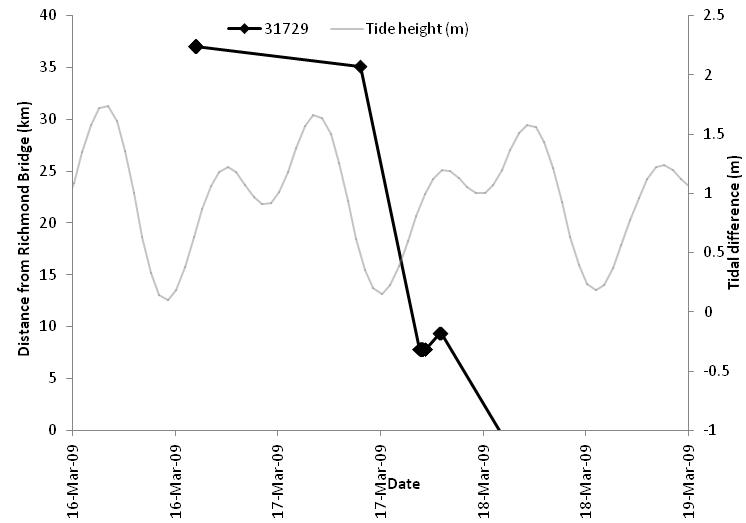 31729 Tide height (m)
40
35
30
25
20
15
10
5
0
Distance from Richmond Bridge (km)
2.5
2
1.5
1
0.5
0
-0.5
-1
Tidal difference (m)
16-Mar-09
16-Mar-09
17-Mar-09
17-Mar-09
18-Mar-09
18-Mar-09
19-Mar-09
Date